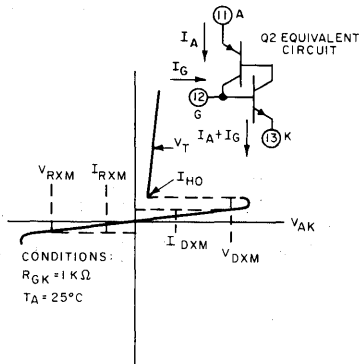 11 A
I_A
Q2 EQUIVALENT
CIRCUIT
I_G
12
G
13 K
I_A+I_G
V_T
V_RXM
I_RXM
I_HO
V_AK
I_DXM
V_DXM
CONDITIONS:
R_GK = 1 KΩ
T_A = 25°C